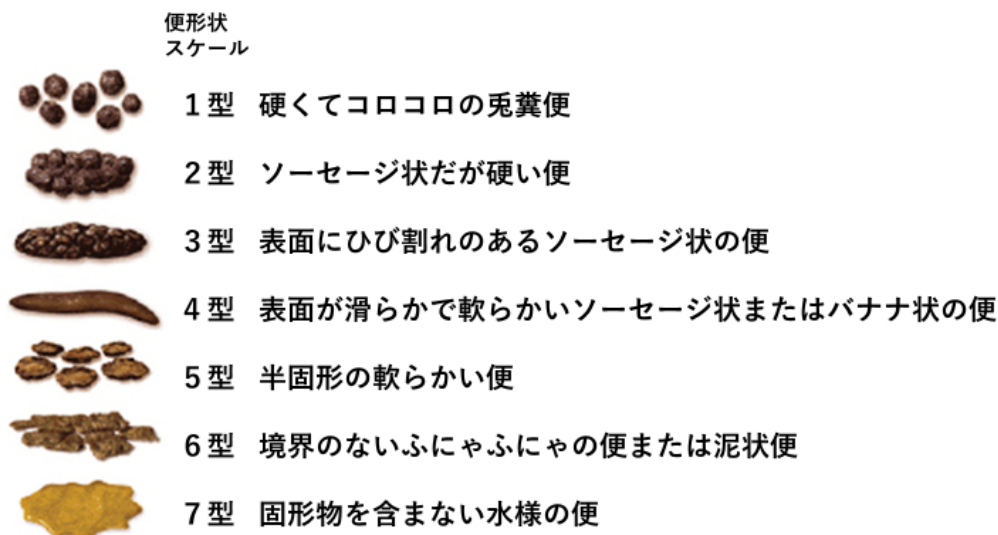 便形状
スケール
1型 硬くてコロコロの兎糞便
2型 ソーセージ状だが硬い便
3型 表面にひび割れのあるソーセージ状の便
4型 表面が滑らかで軟らかいソーセージ状またはバナナ状の便
5型 半固形の軟らかい便
6型 境界のないふにゃふにゃの便または泥状便
7型 固形物を含まない水様の便